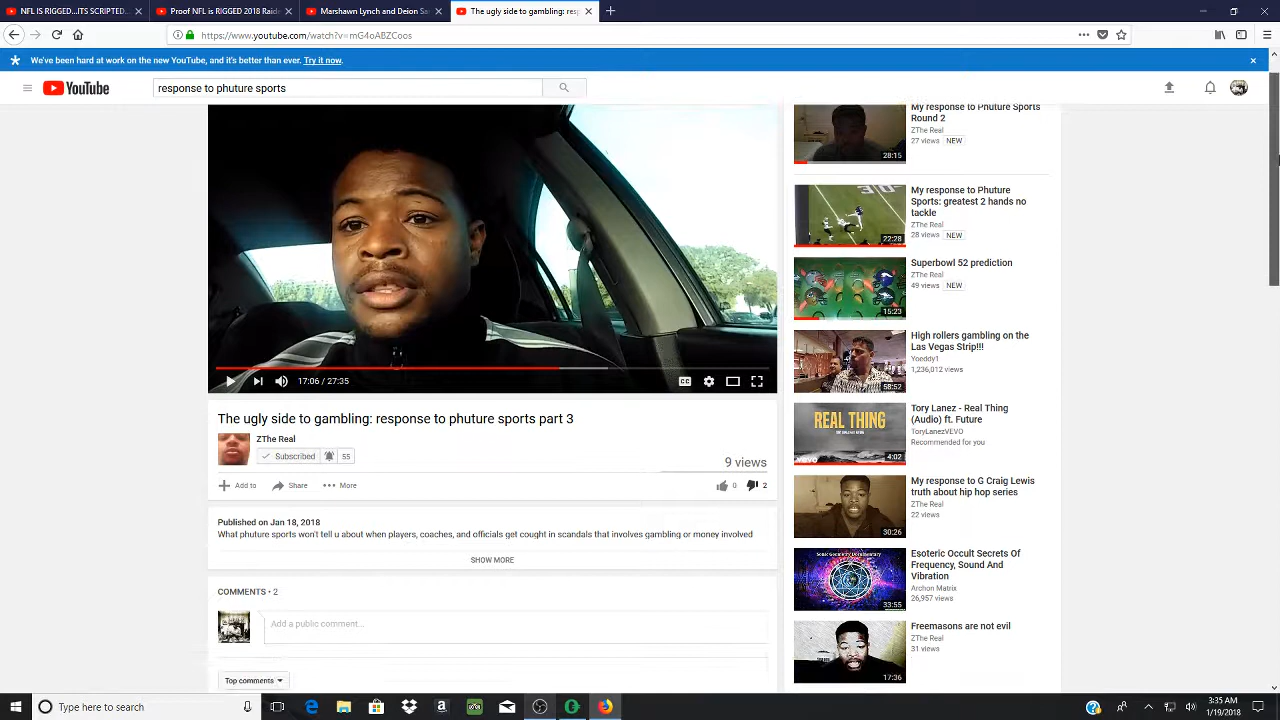 NFL IS RIGGED...ITS SCRIPTED
Proof NFL is RIGGED 2018 Raide
Marshawn Lynch and Deion Sa
The ugly side to gambling: resp
https://www.youtube.com/watch?v=mG4oABZCoos
We've been hard at work on the new YouTube, and it's better than ever. Try it now.
YouTube
response to phuture sports
17:06 / 27:35
CC
The ugly side to gambling: response to phuture sports part 3
ZThe Real
Subscribed 55
9 views
Add to
Share
More
0
2
Published on Jan 18, 2018
What phuture sports won't tell u about when players, coaches, and officials get caught in scandals that involves gambling or money involved
SHOW MORE
COMMENTS • 2
Add a public comment...
Top comments
28:15
My response to Phuture Sports
Round 2
ZThe Real
27 views NEW
22:28
My response to Phuture
Sports: greatest 2 hands no
tackle
ZThe Real
28 views NEW
15:23
Superbowl 52 prediction
ZThe Real
49 views NEW
58:52
High rollers gambling on the
Las Vegas Strip!!!
Yoeddy1
1,236,012 views
REAL THING
vevo
4:02
Tory Lanez - Real Thing
(Audio) ft. Future
ToryLanezVEVO
Recommended for you
30:26
My response to G Craig Lewis
truth about hip hop series
ZThe Real
22 views
Sonic Geometry Documentary
33:55
Esoteric Occult Secrets Of
Frequency, Sound And
Vibration
Archon Matrix
26,957 views
17:36
Freemasons are not evil
ZThe Real
31 views
Type here to search
3:35 AM
1/19/2018